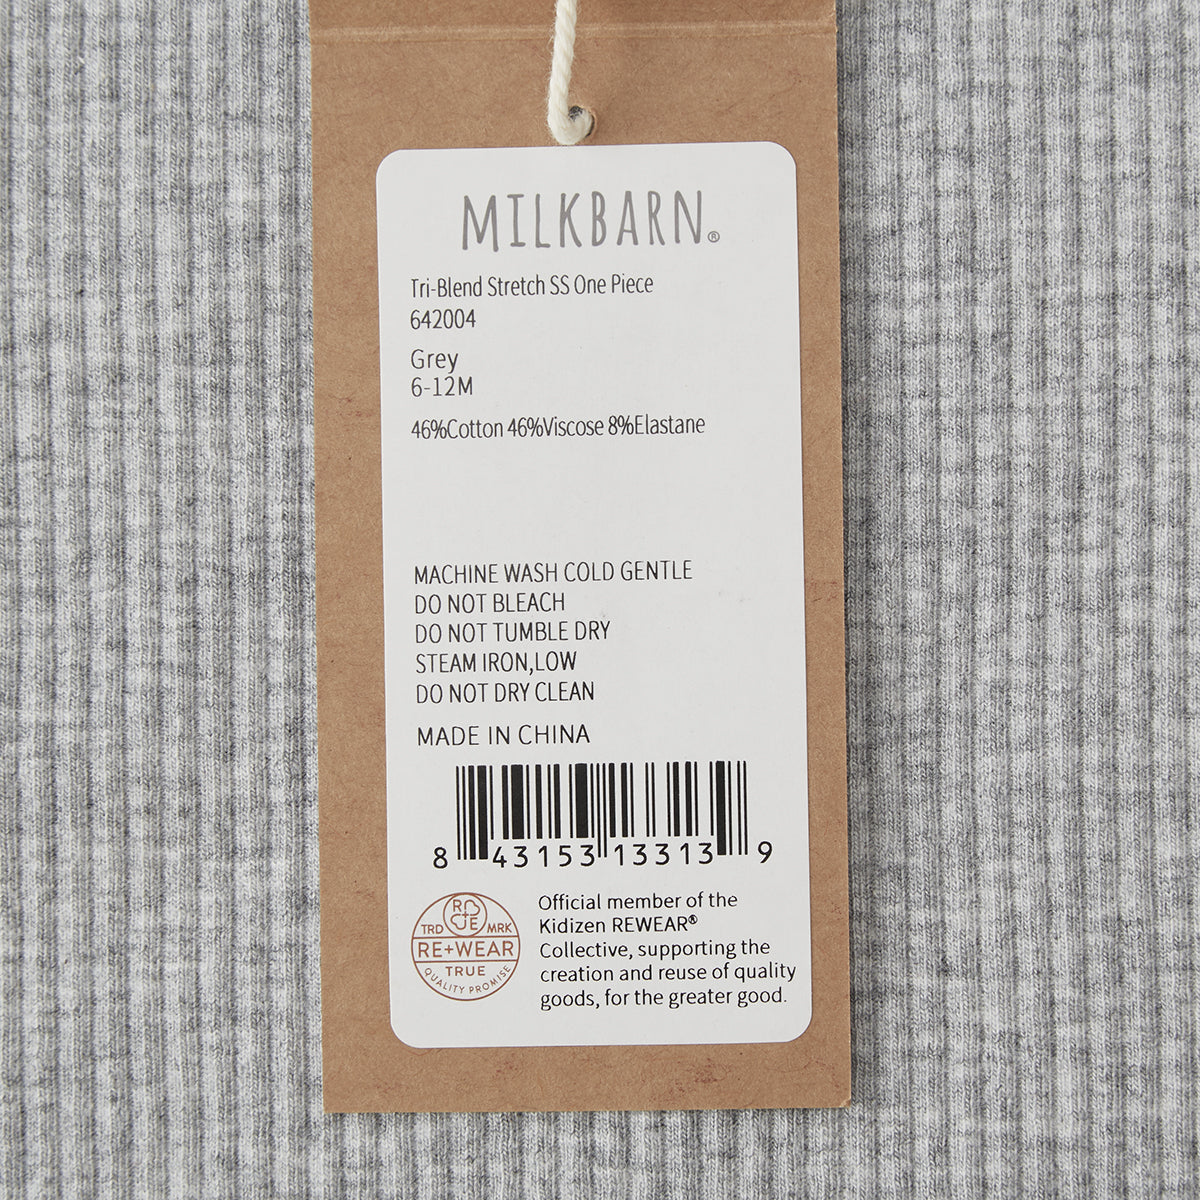 MILKBARN®
Tri-Blend Stretch SS One Piece
642004
Grey
6-12M
46%Cotton 46%Viscose 8%Elastane
MACHINE WASH COLD GENTLE
DO NOT BLEACH
DO NOT TUMBLE DRY
STEAM IRON,LOW
DO NOT DRY CLEAN
MADE IN CHINA
8 43153 13313 9
R E
TRD MRK
RE+WEAR
TRUE
QUALITY PROMISE
Official member of the
Kidizen REWEAR®
Collective, supporting the
creation and reuse of quality
goods, for the greater good.